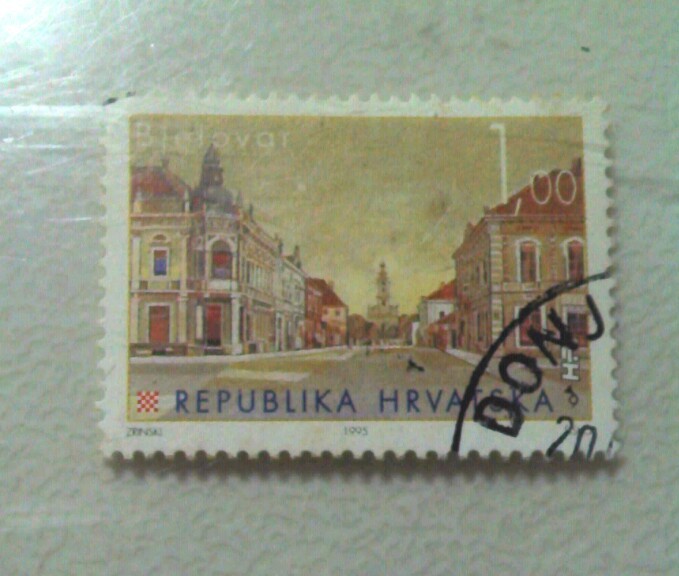 Bjelovar
1,00
REPUBLIKA HRVATSKA
ZRINSKI
1995
DONJ
20